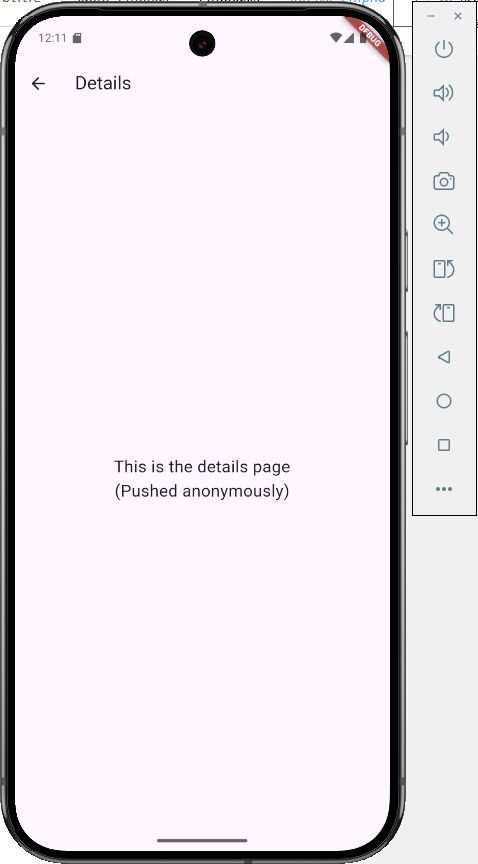 12:11
DEBUG
Details
This is the details page
(Pushed anonymously)